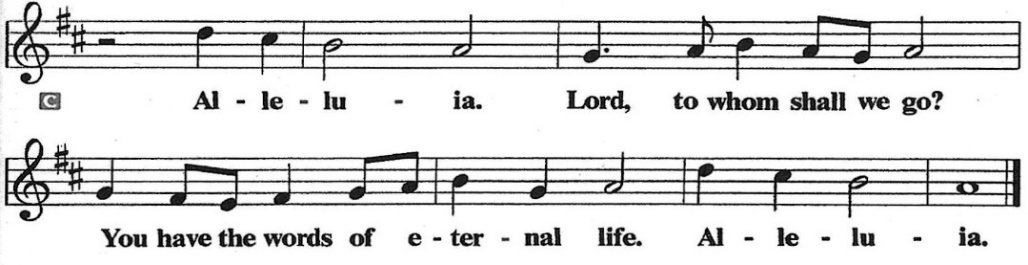 C Al - le - lu - ia. Lord, to whom shall we go?
You have the words of e - ter - nal life. Al - le - lu - ia.